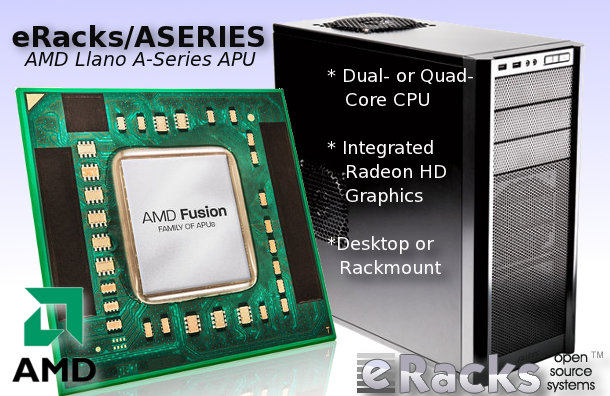 eRacks/ASERIES
AMD Llano A-Series APU
* Dual- or Quad-
Core CPU
* Integrated
Radeon HD
Graphics
*Desktop or
Rackmount
AMD Fusion
FAMILY OF APUs
T
AMD
eRacks
open
source
systems
TM